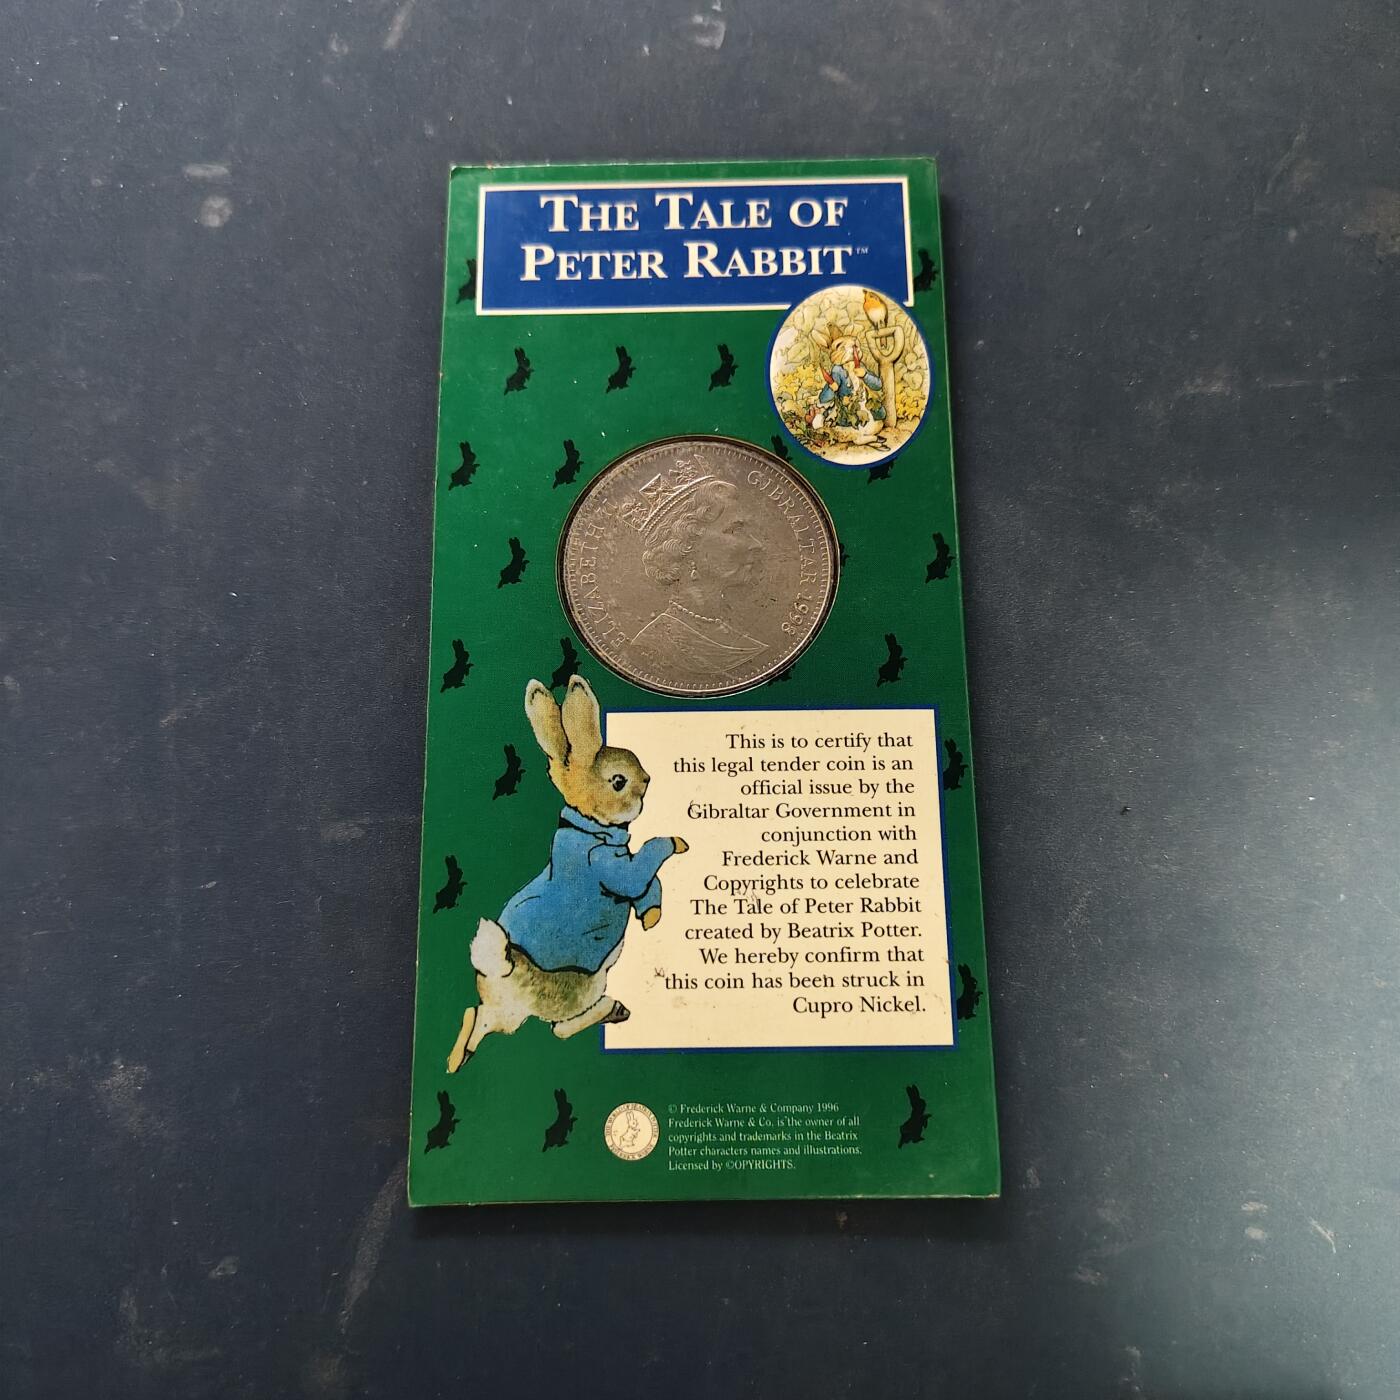 THE TALE OF
PETER RABBIT™
ELIZABETH II
GIBRALTAR 1998
This is to certify that
this legal tender coin is an
official issue by the
Gibraltar Government in
conjunction with
Frederick Warne and
Copyrights to celebrate
The Tale of Peter Rabbit
created by Beatrix Potter.
We hereby confirm that
this coin has been struck in
Cupro Nickel.
© Frederick Warne & Company 1996
Frederick Warne & Co. is the owner of all
copyrights and trademarks in the Beatrix
Potter characters names and illustrations.
Licensed by ©OPYRIGHTS.